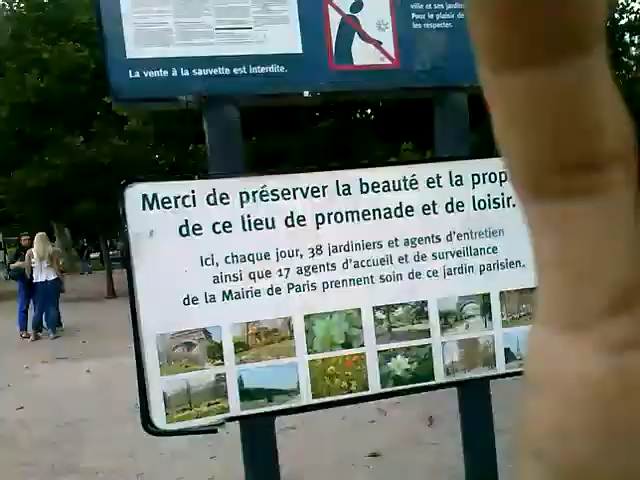 ville et ses jardins
Pour le plaisir de
les respecter.
La vente à la sauvette est interdite.
Merci de préserver la beauté et la prop
de ce lieu de promenade et de loisir.
Ici, chaque jour, 38 jardiniers et agents d'entretien
ainsi que 17 agents d'accueil et de surveillance
de la Mairie de Paris prennent soin de ce jardin parisien.